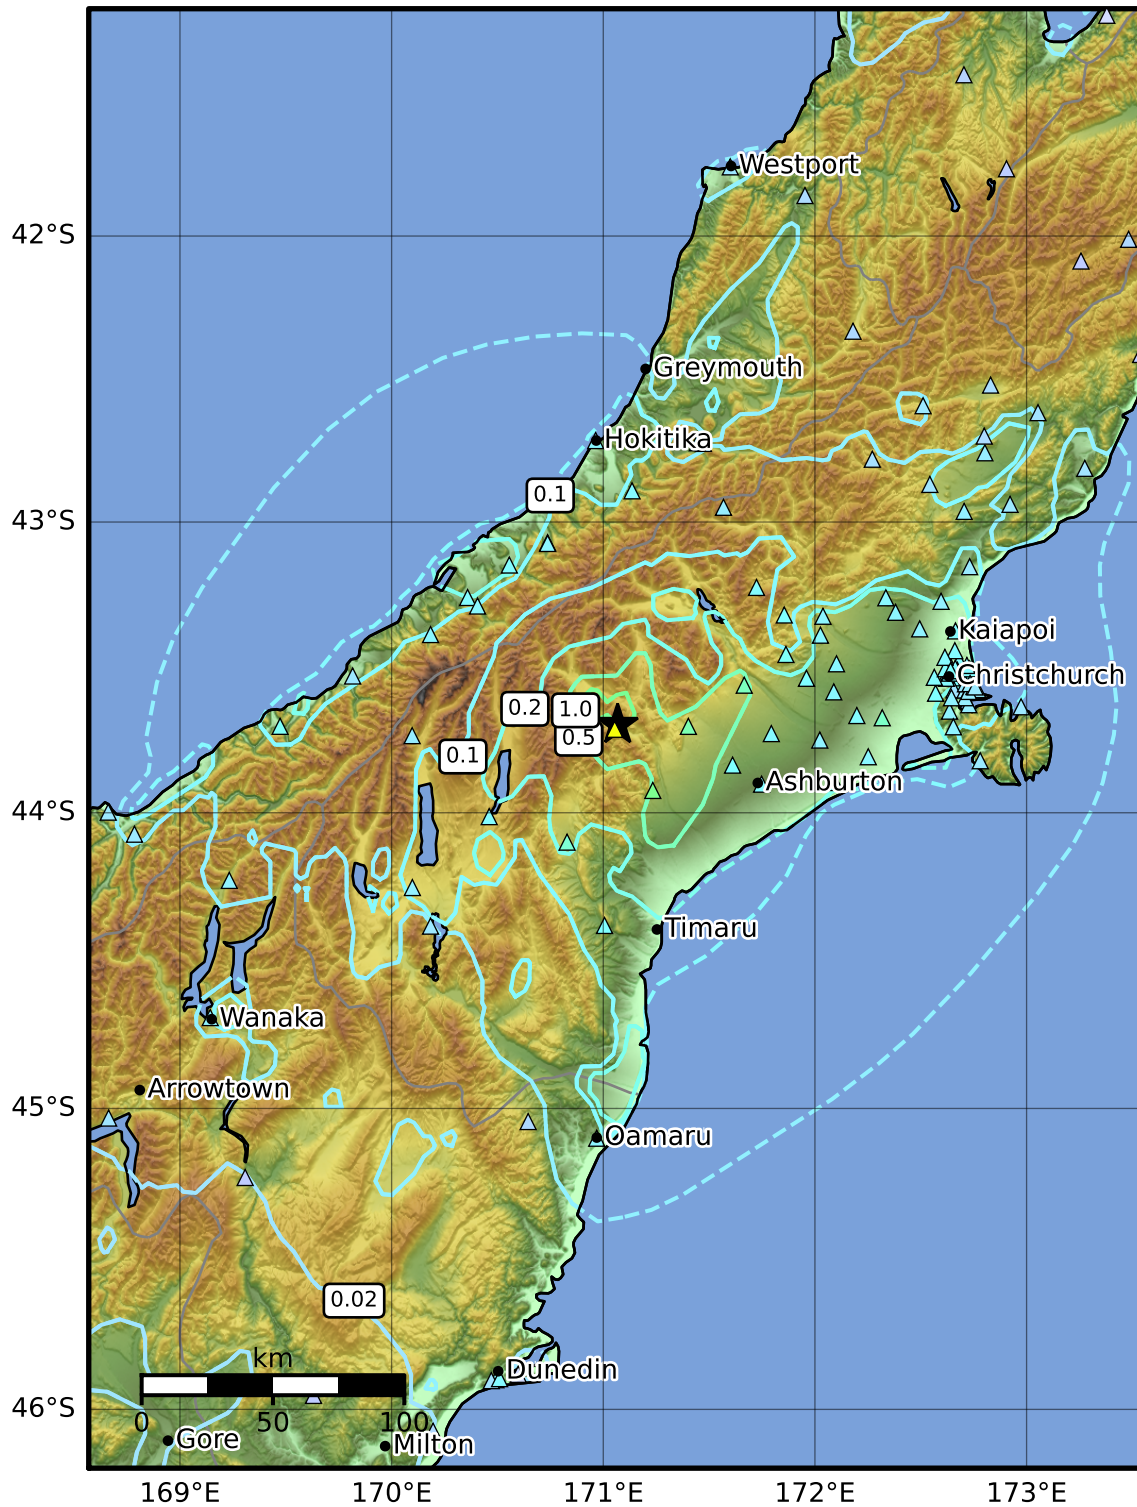 Westport
42°S
Greymouth
Hokitika
0.1
43°S
Kaiapoi
Christchurch
0.2
1.0
0.5
0.1
Ashburton
44°S
Timaru
Wanaka
Arrowtown
45°S
Oamaru
0.02
km
Dunedin
46°S
0 50 100
Gore
Milton
169°E 170°E 171°E 172°E 173°E